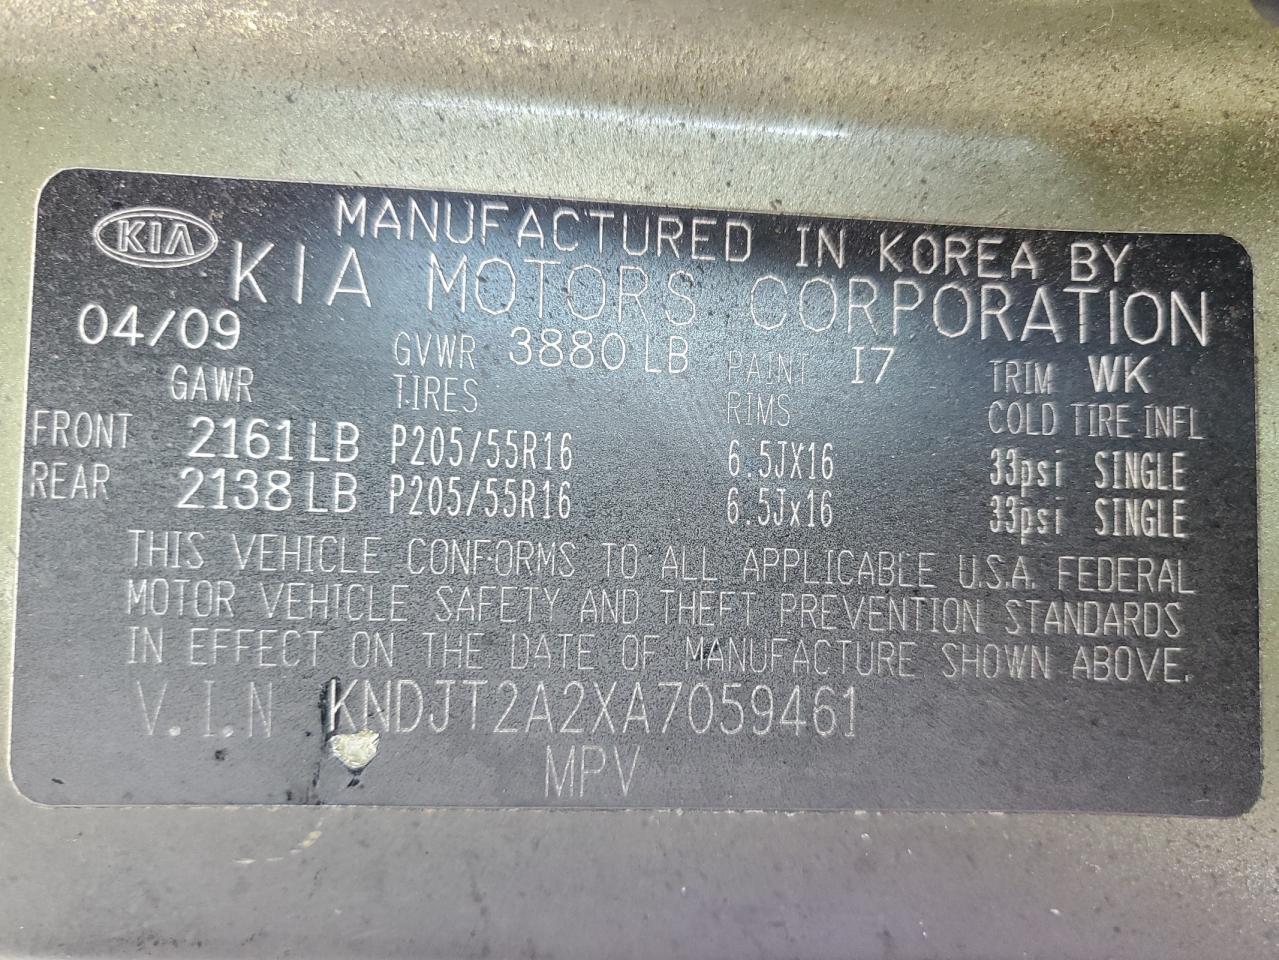 KIA MANUFACTURED IN KOREA BY
KIA MOTORS CORPORATION
04/09 GVWR 3880 LB PAINT I7 TRIM WK
GAWR TIRES RIMS COLD TIRE INFL
FRONT 2161 LB P205/55R16 6.5JX16 33psi SINGLE
REAR 2138 LB P205/55R16 6.5Jx16 33psi SINGLE
THIS VEHICLE CONFORMS TO ALL APPLICABLE U.S.A. FEDERAL
MOTOR VEHICLE SAFETY AND THEFT PREVENTION STANDARDS
IN EFFECT ON THE DATE OF MANUFACTURE SHOWN ABOVE.
V.I.N KNDJT2A2XA7059461
MPV